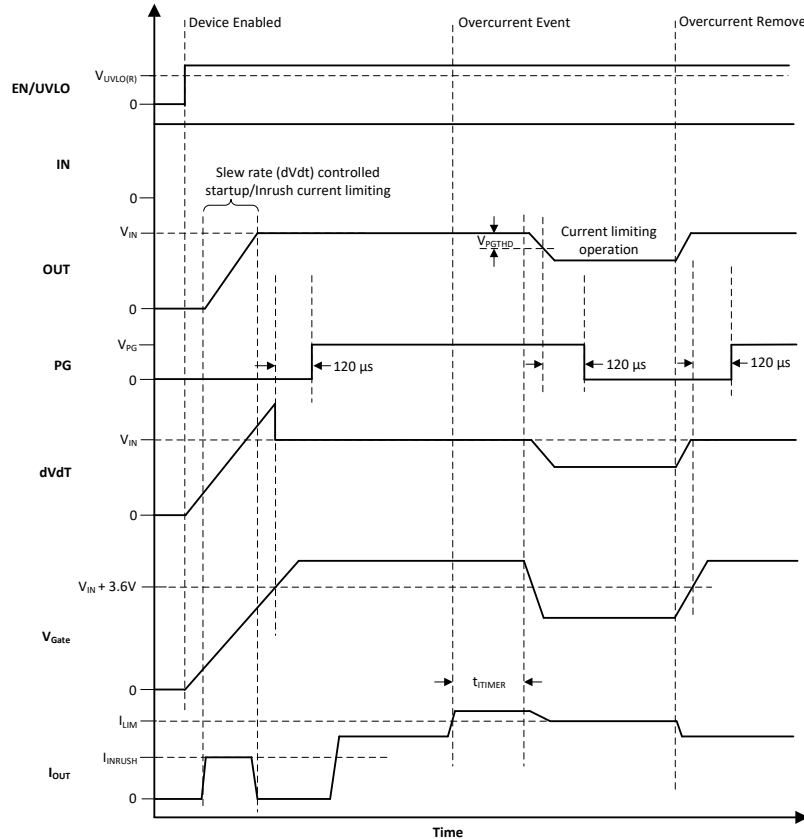 Device Enabled
Overcurrent Event
Overcurrent Remove
VUVLO(R)
EN/UVLO
0
IN
0
Slew rate (dVdt) controlled
startup/Inrush current limiting
VIN
VPGTHD
Current limiting
operation
OUT
0
VPG
PG
120 µs
120 µs
120 µs
0
VIN
dVdT
0
VIN + 3.6V
VGate
0
tITIMER
ILIM
IINRUSH
IOUT
0
Time